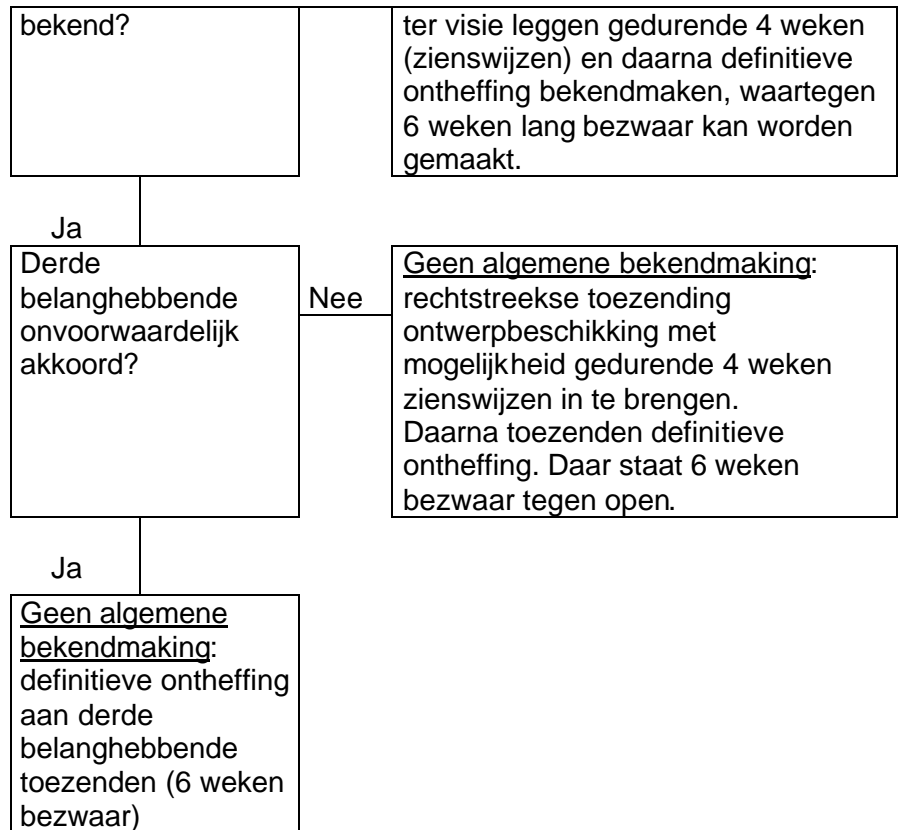 bekend?
ter visie leggen gedurende 4 weken
(zienswijzen) en daarna definitieve
ontheffing bekendmaken, waartegen
6 weken lang bezwaar kan worden
gemaakt.
Ja
Derde
belanghebbende
onvoorwaardelijk
akkoord?
Nee
Geen algemene bekendmaking:
rechtstreekse toezending
ontwerpbeschikking met
mogelijkheid gedurende 4 weken
zienswijzen in te brengen.
Daarna toezenden definitieve
ontheffing. Daar staat 6 weken
bezwaar tegen open.
Ja
Geen algemene
bekendmaking:
definitieve ontheffing
aan derde
belanghebbende
toezenden (6 weken
bezwaar)